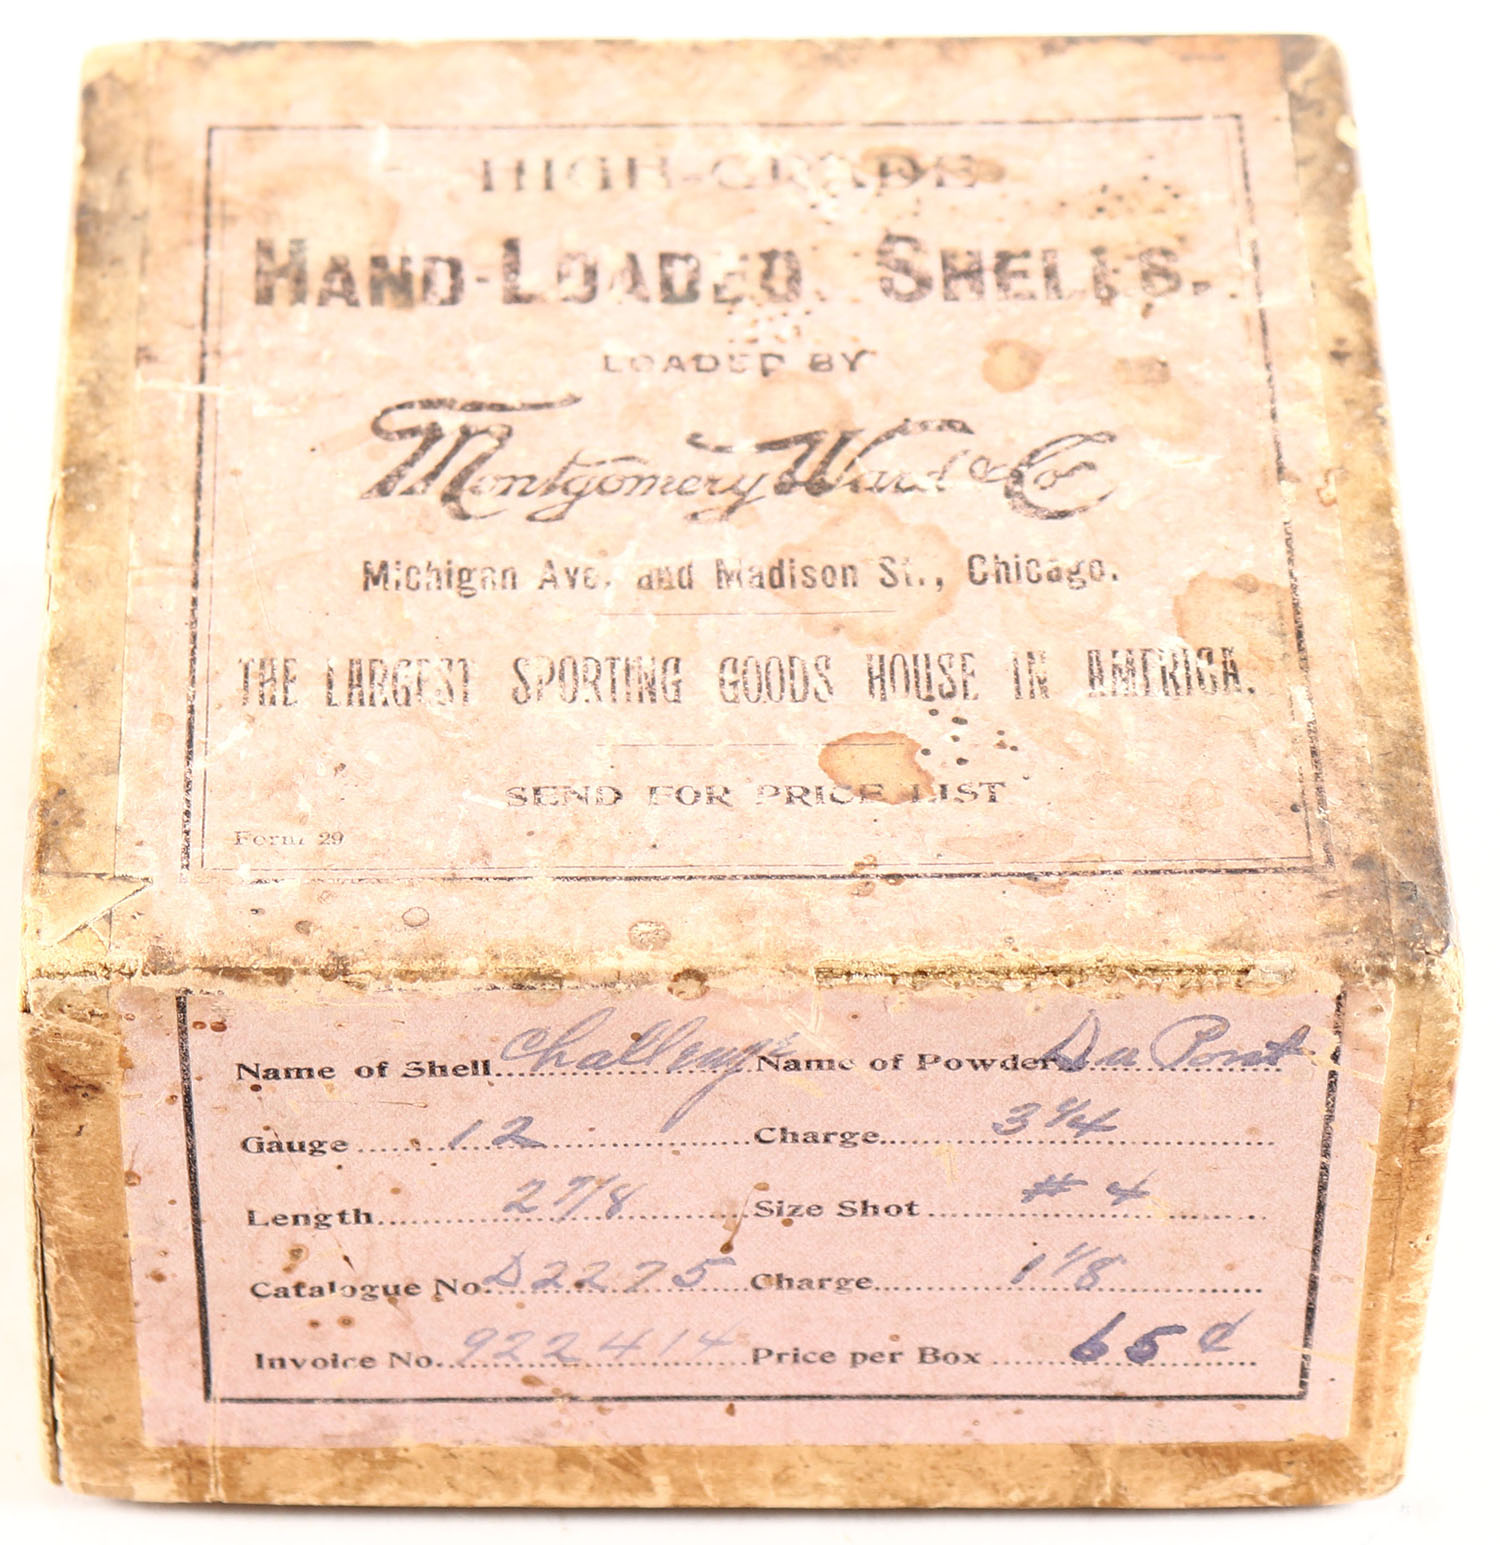 HIGH-GRADE
HAND-LOADED SHELLS.
LOADED BY
Montgomery Ward & Co
Michigan Ave. and Madison St., Chicago.
THE LARGEST SPORTING GOODS HOUSE IN AMERICA.
SEND FOR PRICE LIST
Form 29
Name of Shell Challenge Name of Powder Du Pont
Gauge 12 Charge 3 1/4
Length 2 7/8 Size Shot # 4
Catalogue No. D2275 Charge 1 1/8
Invoice No. 922414 Price per Box 65¢